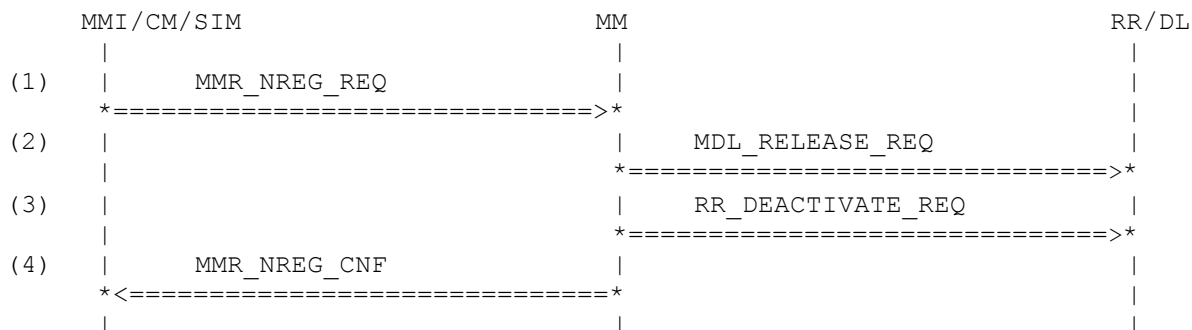 MMI/CM/SIM MM RR/DL
| | |
(1) | MMR_NREG_REQ | |
*==============================>* |
(2) | | MDL_RELEASE_REQ |
| *==============================>*
(3) | | RR_DEACTIVATE_REQ |
| *==============================>*
(4) | MMR_NREG_CNF | |
*<==============================* |
| | |